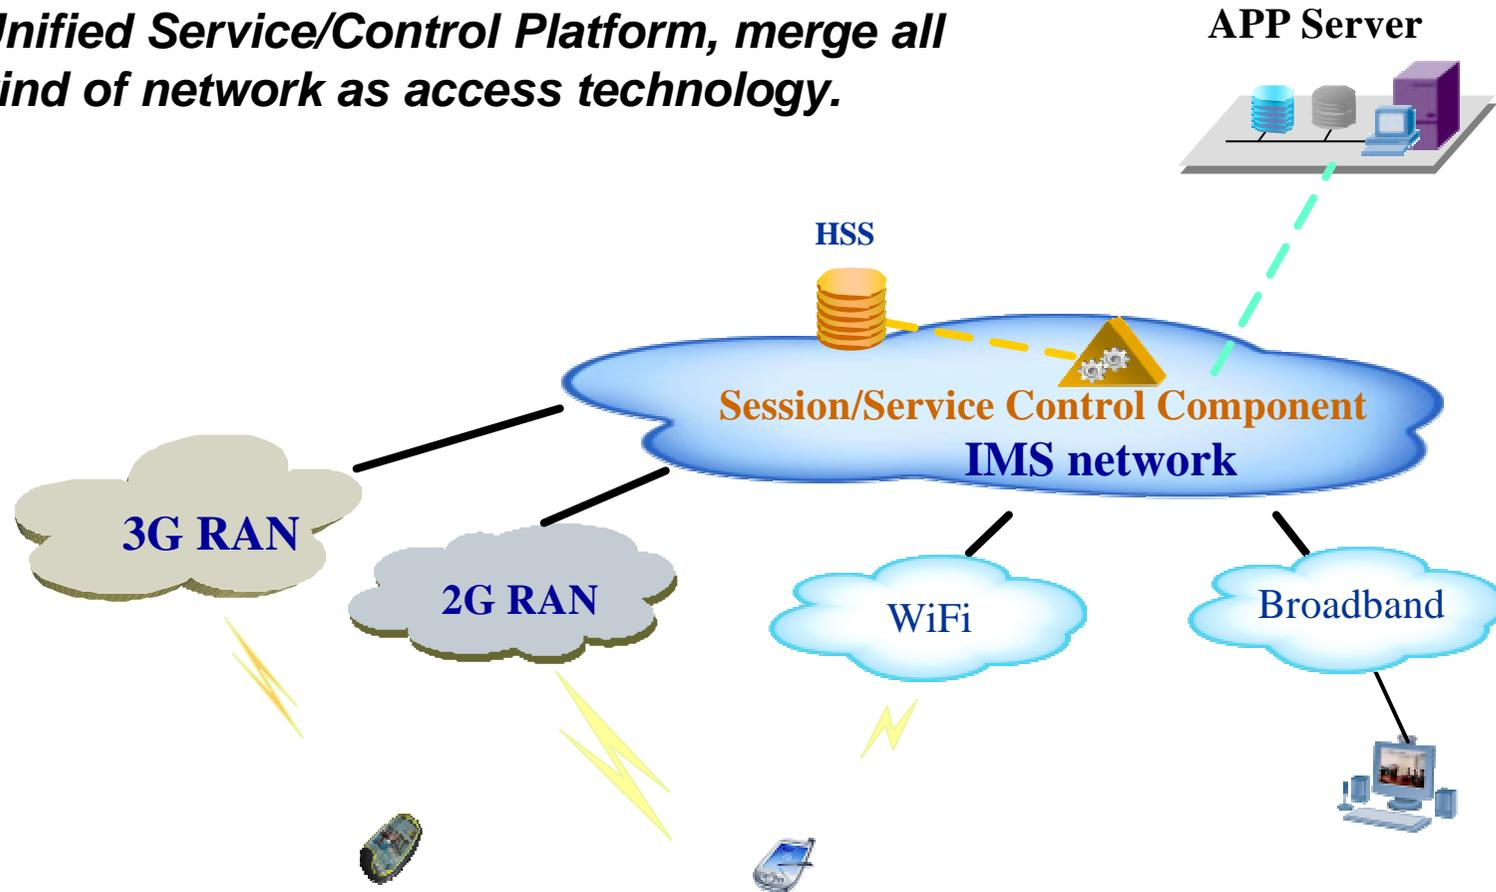 Unified Service/Control Platform, merge all
kind of network as access technology.
APP Server
HSS
Session/Service Control Component
IMS network
3G RAN
2G RAN
WiFi
Broadband